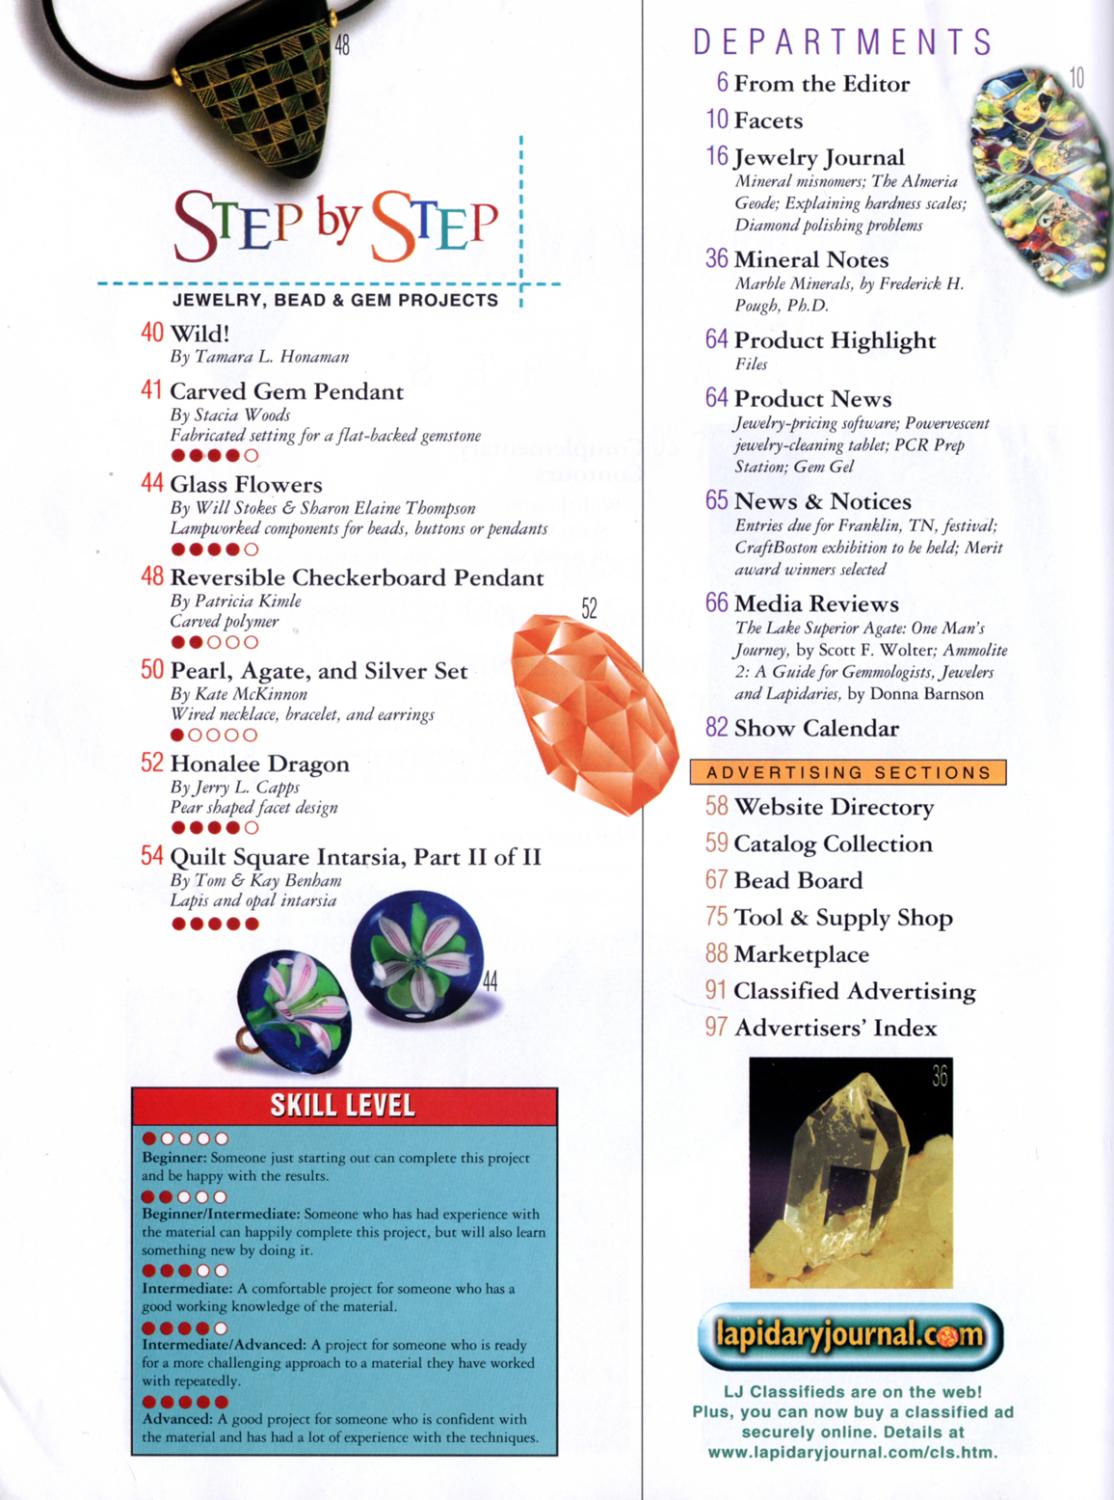 48
STEP by STEP
JEWELRY, BEAD & GEM PROJECTS
40 Wild!
By Tamara L. Honaman
41 Carved Gem Pendant
By Stacia Woods
Fabricated setting for a flat-backed gemstone
44 Glass Flowers
By Will Stokes & Sharon Elaine Thompson
Lampworked components for beads, buttons or pendants
48 Reversible Checkerboard Pendant
By Patricia Kimle
Carved polymer
50 Pearl, Agate, and Silver Set
By Kate McKinnon
Wired necklace, bracelet, and earrings
52 Honalee Dragon
By Jerry L. Capps
Pear shaped facet design
54 Quilt Square Intarsia, Part II of II
By Tom & Kay Benham
Lapis and opal intarsia
52
44
SKILL LEVEL
Beginner: Someone just starting out can complete this project
and be happy with the results.
Beginner/Intermediate: Someone who has had experience with
the material can happily complete this project, but will also learn
something new by doing it.
Intermediate: A comfortable project for someone who has a
good working knowledge of the material.
Intermediate/Advanced: A project for someone who is ready
for a more challenging approach to a material they have worked
with repeatedly.
Advanced: A good project for someone who is confident with
the material and has had a lot of experience with the techniques.
DEPARTMENTS
10
6 From the Editor
10 Facets
16 Jewelry Journal
Mineral misnomers; The Almeria
Geode; Explaining hardness scales;
Diamond polishing problems
36 Mineral Notes
Marble Minerals, by Frederick H.
Pough, Ph.D.
64 Product Highlight
Files
64 Product News
Jewelry-pricing software; Powervescent
jewelry-cleaning tablet; PCR Prep
Station; Gem Gel
65 News & Notices
Entries due for Franklin, TN, festival;
CraftBoston exhibition to be held; Merit
award winners selected
66 Media Reviews
The Lake Superior Agate: One Man's
Journey, by Scott F. Wolter; Ammolite
2: A Guide for Gemmologists, Jewelers
and Lapidaries, by Donna Barnson
82 Show Calendar
ADVERTISING SECTIONS
58 Website Directory
59 Catalog Collection
67 Bead Board
75 Tool & Supply Shop
88 Marketplace
91 Classified Advertising
97 Advertisers' Index
36
lapidaryjournal.com
LJ Classifieds are on the web!
Plus, you can now buy a classified ad
securely online. Details at
www.lapidaryjournal.com/cls.htm.